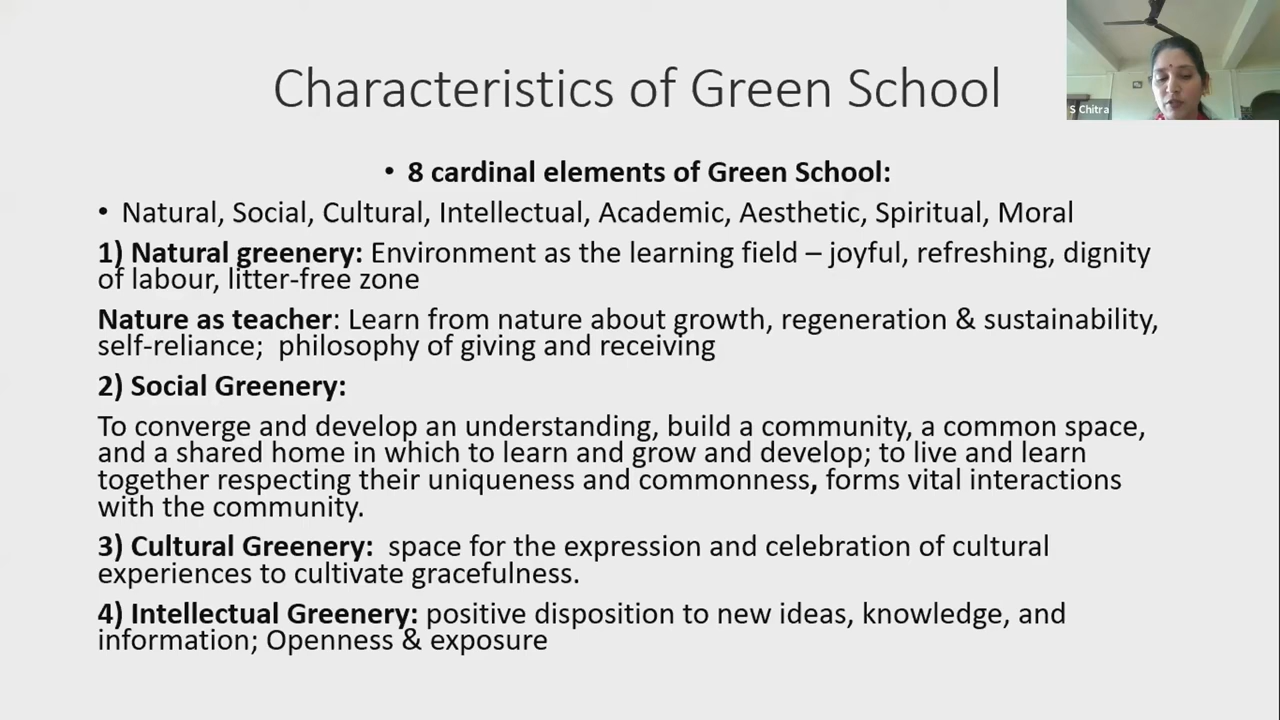 Characteristics of Green School
S Chitra
• 8 cardinal elements of Green School:
• Natural, Social, Cultural, Intellectual, Academic, Aesthetic, Spiritual, Moral
1) Natural greenery: Environment as the learning field – joyful, refreshing, dignity
of labour, litter-free zone
Nature as teacher: Learn from nature about growth, regeneration & sustainability,
self-reliance;  philosophy of giving and receiving
2) Social Greenery:
To converge and develop an understanding, build a community, a common space,
and a shared home in which to learn and grow and develop; to live and learn
together respecting their uniqueness and commonness, forms vital interactions
with the community.
3) Cultural Greenery:  space for the expression and celebration of cultural
experiences to cultivate gracefulness.
4) Intellectual Greenery: positive disposition to new ideas, knowledge, and
information; Openness & exposure